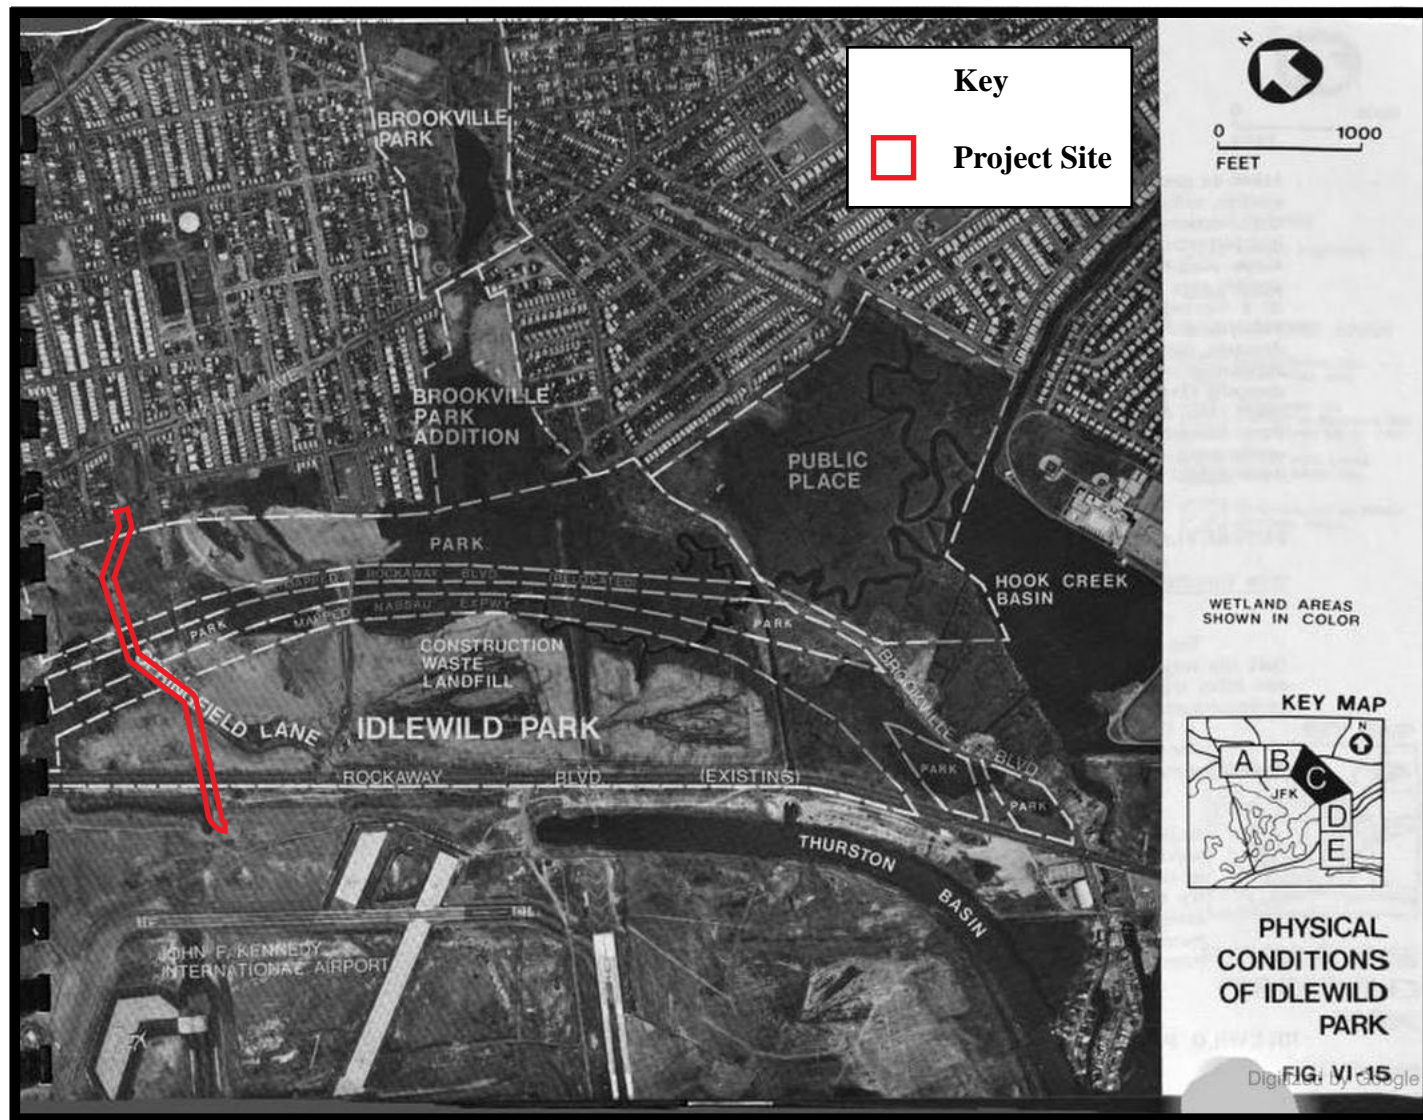 Key
Project Site
N
0 1000
FEET
BROOKVILLE
PARK
BROOKVILLE
PARK
ADDITION
PUBLIC
PLACE
PARK
MAPPED ROCKAWAY BLVD. (RELOCATED)
PARK
MAPPED NASSAU EXPWY
PARK
HOOK CREEK
BASIN
CONSTRUCTION
WASTE
LANDFILL
LANE
IDLEWILD PARK
BROOKVILLE BLVD.
PARK
PARK
ROCKAWAY BLVD. (EXISTING)
THURSTON BASIN
JOHN F. KENNEDY
INTERNATIONAL AIRPORT
WETLAND AREAS
SHOWN IN COLOR
KEY MAP
N
A B C
JFK
D
E
PHYSICAL
CONDITIONS
OF IDLEWILD
PARK
FIG. VI-15
Digitized by Google